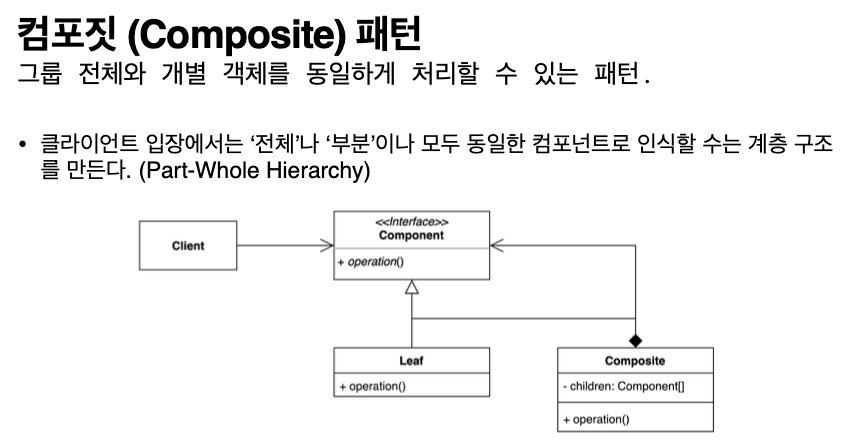 컴포짓 (Composite) 패턴
그룹 전체와 개별 객체를 동일하게 처리할 수 있는 패턴.
• 클라이언트 입장에서는 ‘전체’나 ‘부분’이나 모두 동일한 컴포넌트로 인식할 수는 계층 구조
를 만든다. (Part-Whole Hierarchy)
<<Interface>>
Component
+ operation()
Client
Leaf
+ operation()
Composite
- children: Component[]
+ operation()